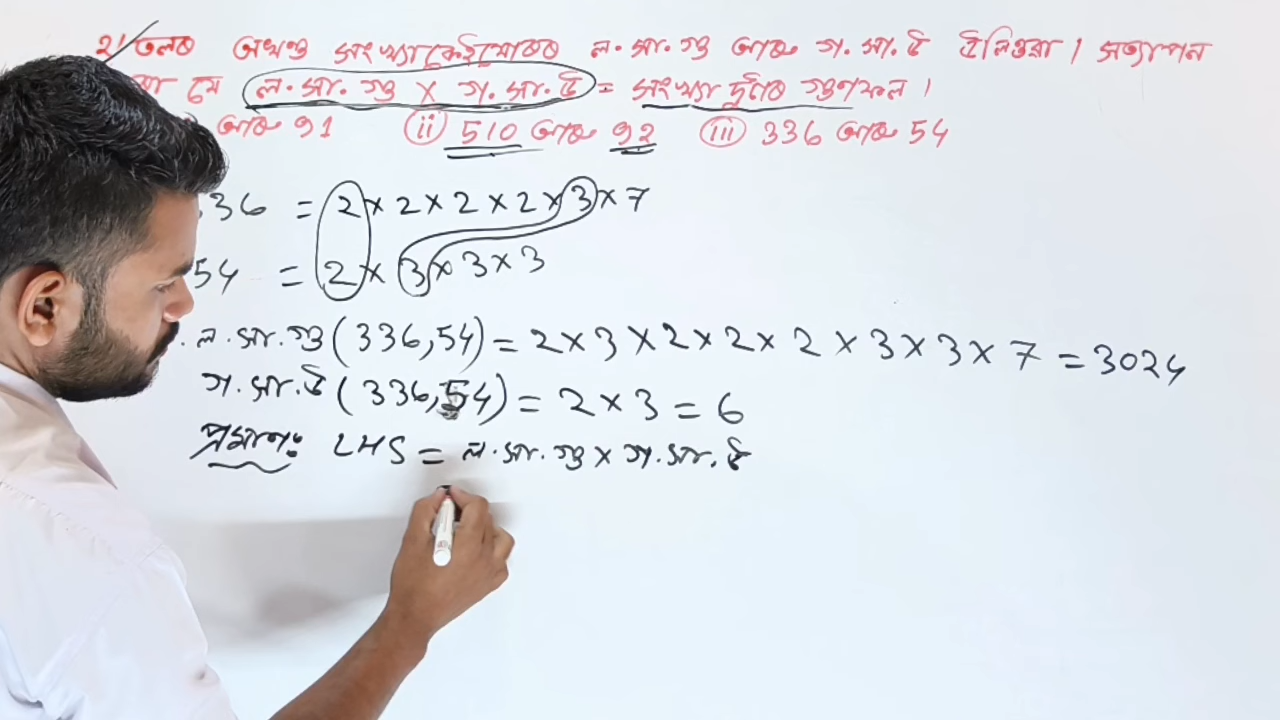 ২। তলৰ অখণ্ড সংখ্যাকেইযোৰৰ ল.সা.গু আৰু গ.সা.উ উলিওৱা। সত্যাপন
যে ল.সা.গু × গ.সা.উ = সংখ্যা দুটাৰ গুণফল।
আৰু 91 (ii) 510 আৰু 92 (iii) 336 আৰু 54
36 = 2 × 2 × 2 × 2 × 3 × 7
54 = 2 × 3 × 3 × 3
ল.সা.গু (336,54) = 2 × 3 × 2 × 2 × 2 × 3 × 3 × 7 = 3024
গ.সা.উ (336,54) = 2 × 3 = 6
প্ৰমাণ: LHS = ল.সা.গু × গ.সা.উ